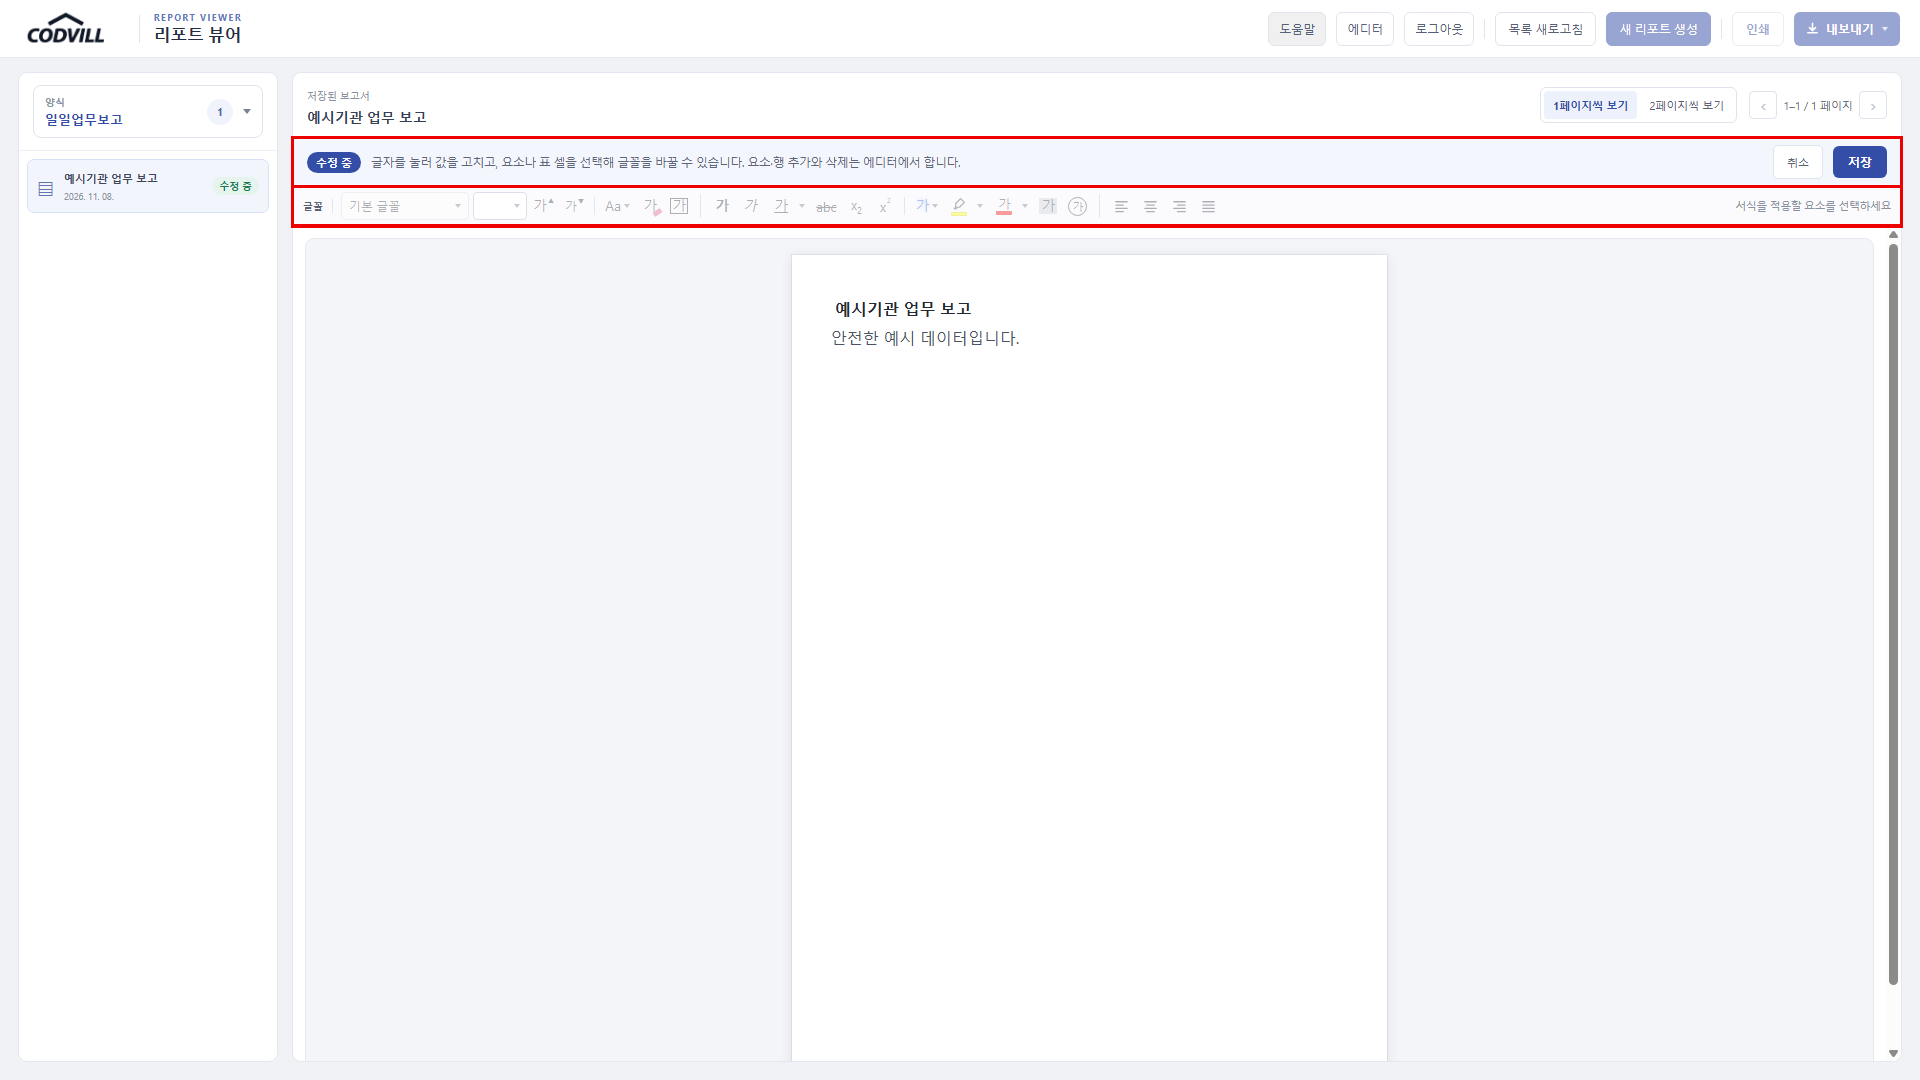 CODVILL
REPORT VIEWER
리포트 뷰어
도움말
에디터
로그아웃
목록 새로고침
새 리포트 생성
인쇄
내보내기
양식
일일업무보고
1
예시기관 업무 보고
2026. 11. 08.
수정 중
저장된 보고서
예시기관 업무 보고
1페이지씩 보기
2페이지씩 보기
1–1 / 1 페이지
수정 중
글자를 눌러 값을 고치고, 요소나 표 셀을 선택해 글꼴을 바꿀 수 있습니다. 요소·행 추가와 삭제는 에디터에서 합니다.
취소
저장
글꼴
기본 글꼴
가 가 Aa 가 가 가 가 가 abc x2 x2 가 가 가 가
서식을 적용할 요소를 선택하세요
예시기관 업무 보고
안전한 예시 데이터입니다.